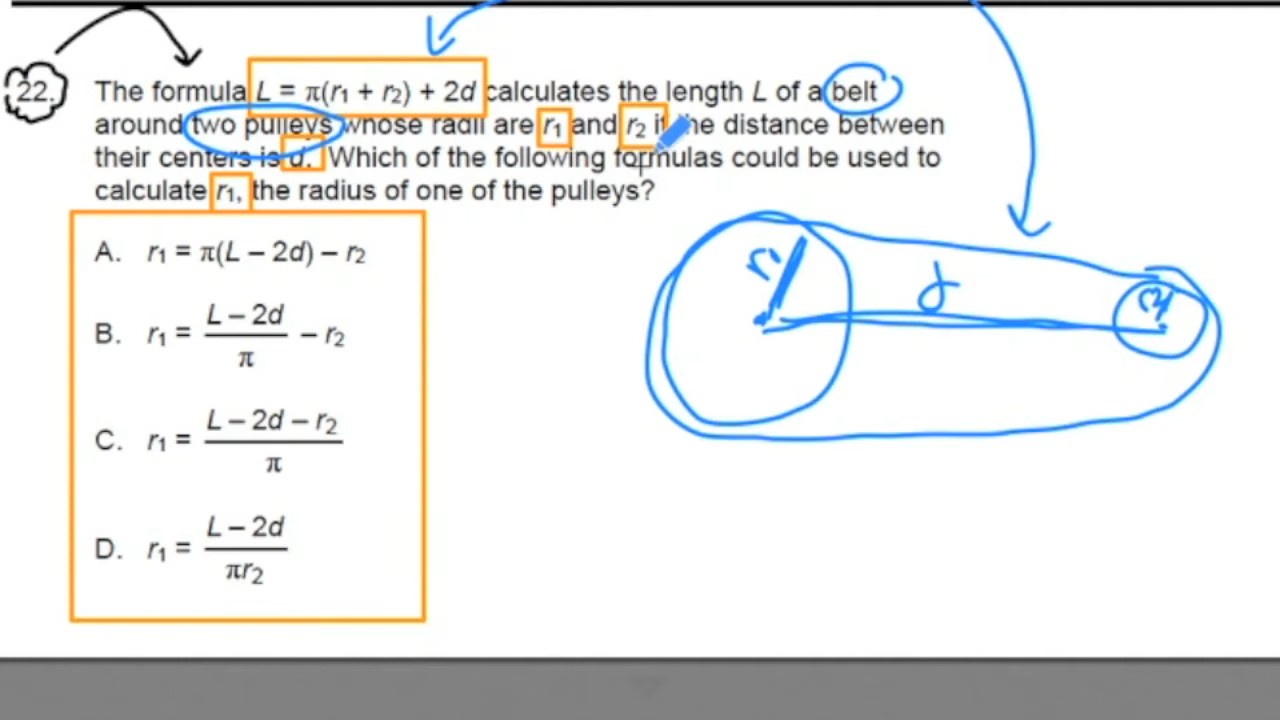 22. The formula L = π(r₁ + r₂) + 2d calculates the length L of a belt
around two pulleys whose radii are r₁ and r₂ if the distance between
their centers is d. Which of the following formulas could be used to
calculate r₁, the radius of one of the pulleys?
A. r₁ = π(L – 2d) – r₂
B. r₁ = (L – 2d)/π – r₂
C. r₁ = (L – 2d – r₂)/π
D. r₁ = (L – 2d)/(πr₂)
r₁
d
r₂